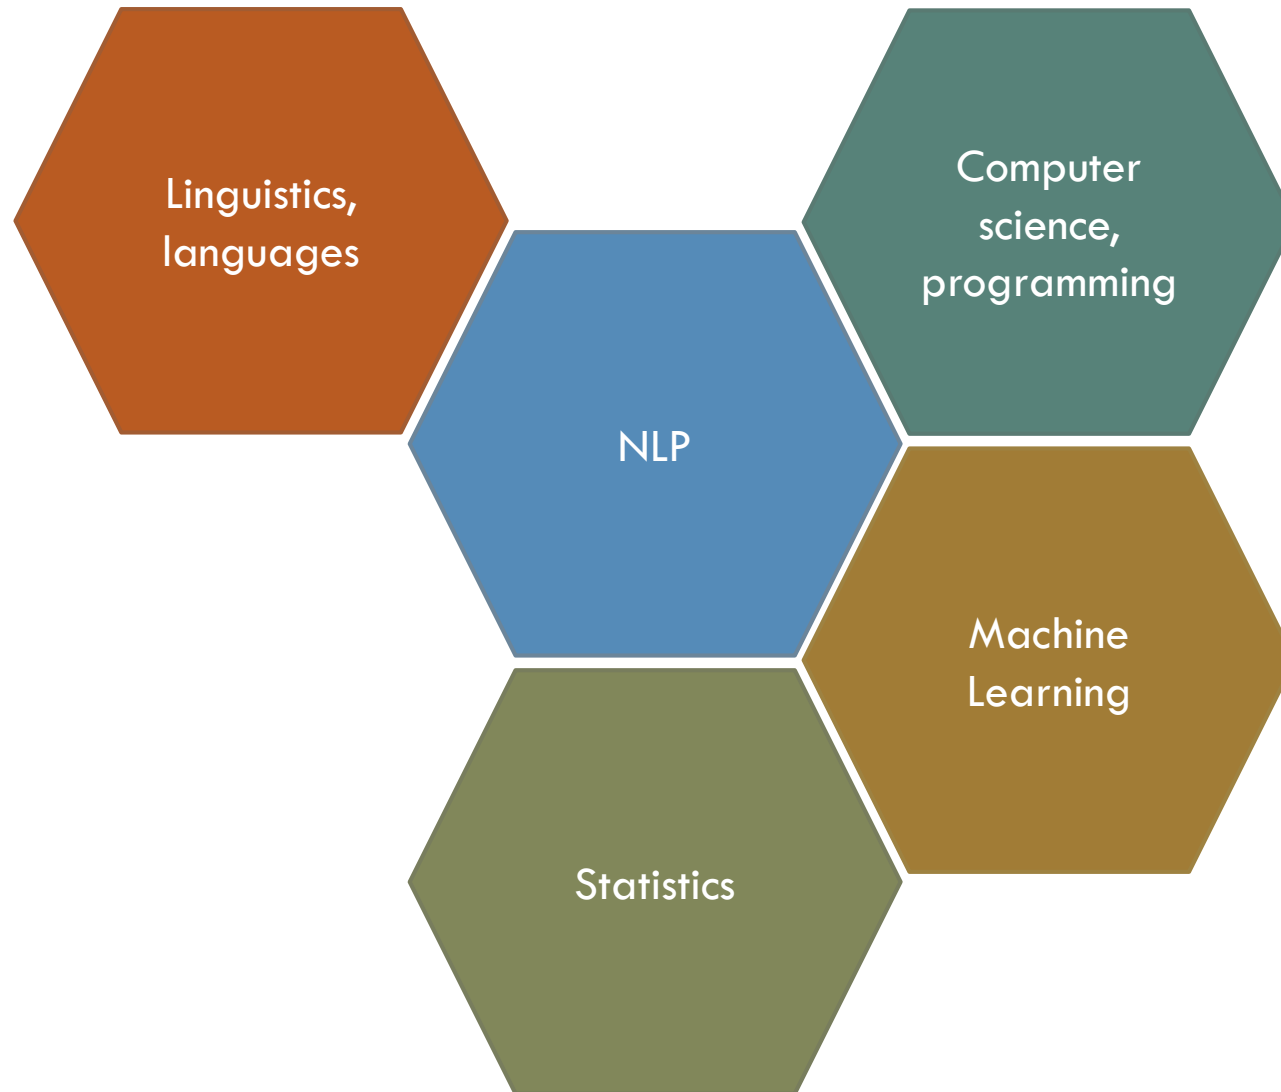 Linguistics,
languages
Computer
science,
programming
NLP
Machine
Learning
Statistics